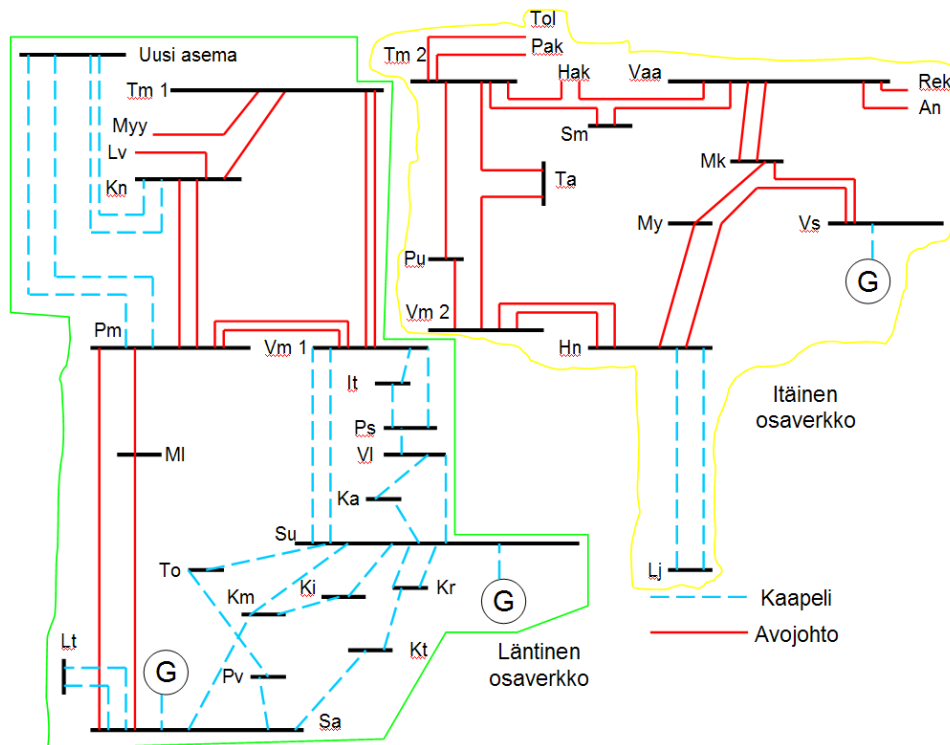 Tol
Uusi asema
Tm 2
Pak
Hak
Vaa
Rek
Tm 1
An
Myy
Sm
Lv
Mk
Kn
Ta
My
Vs
Pu
G
Vm 2
Pm
Vm 1
Hn
It
Itäinen
osaverkko
Ps
Ml
Vl
Ka
Su
To
Lj
Ki
Kr
Km
G
Kaapeli
Avojohto
Lt
Kt
Läntinen
osaverkko
G
Pv
Sa